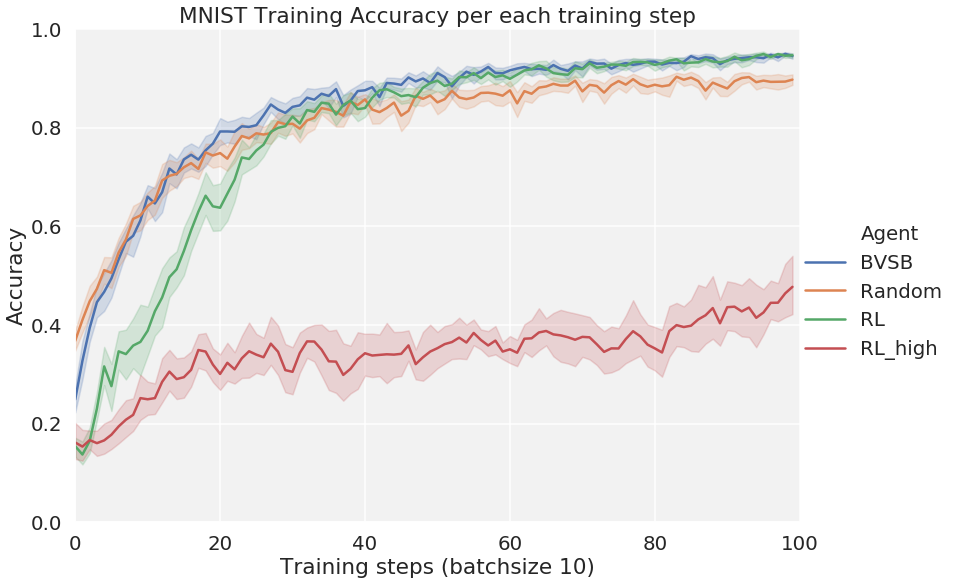 MNIST Training Accuracy per each training step
1.0
0.8
0.6
0.4
0.2
0.0
Accuracy
0 20 40 60 80 100
Training steps (batchsize 10)
Agent
BVSB
Random
RL
RL_high